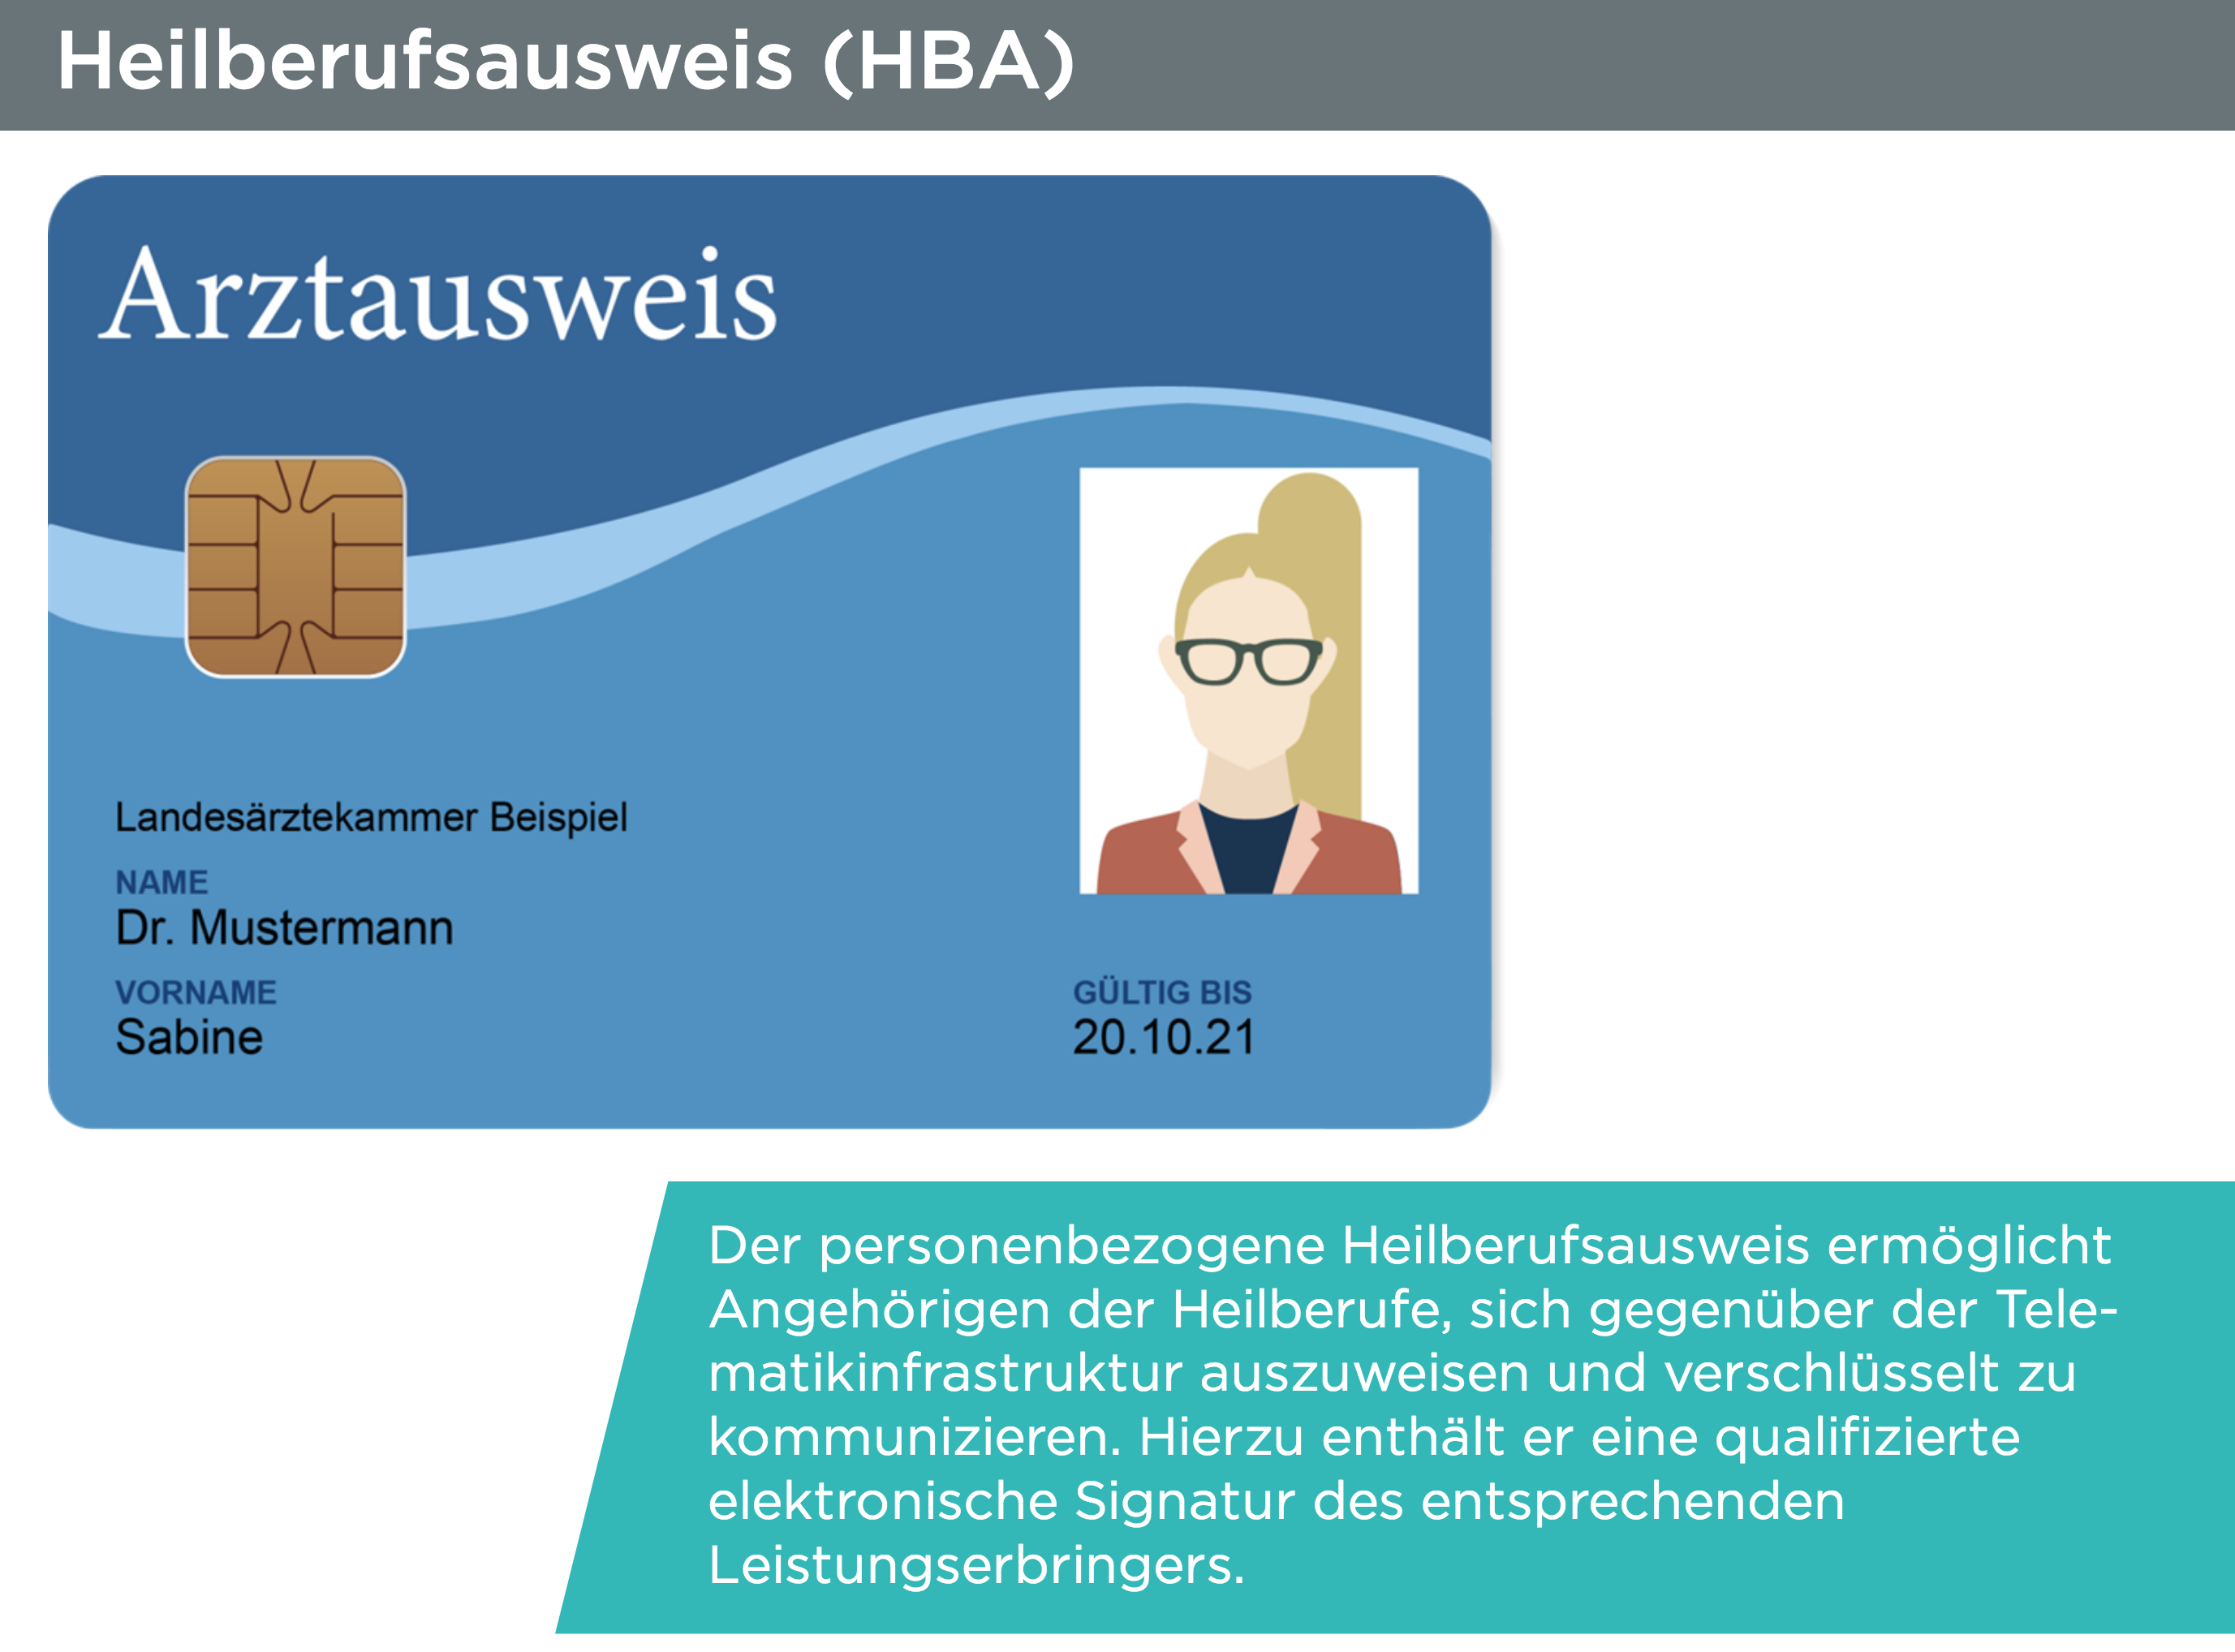 Heilberufsausweis (HBA)
Arztausweis
Landesärztekammer Beispiel
NAME
Dr. Mustermann
VORNAME
Sabine
GÜLTIG BIS
20.10.21
Der personenbezogene Heilberufsausweis ermöglicht
Angehörigen der Heilberufe, sich gegenüber der Tele-
matikinfrastruktur auszuweisen und verschlüsselt zu
kommunizieren. Hierzu enthält er eine qualifizierte
elektronische Signatur des entsprechenden
Leistungserbringers.